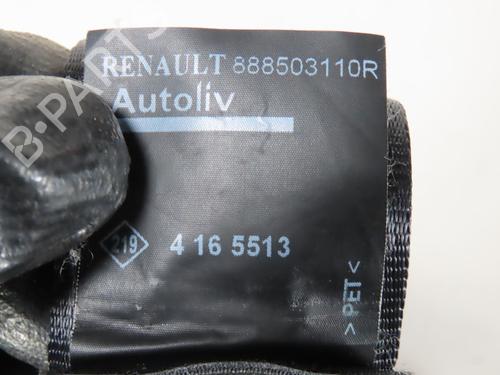 RENAULT 888503110R
Autoliv
219 4 16 5513
> PET <
B-PARTS